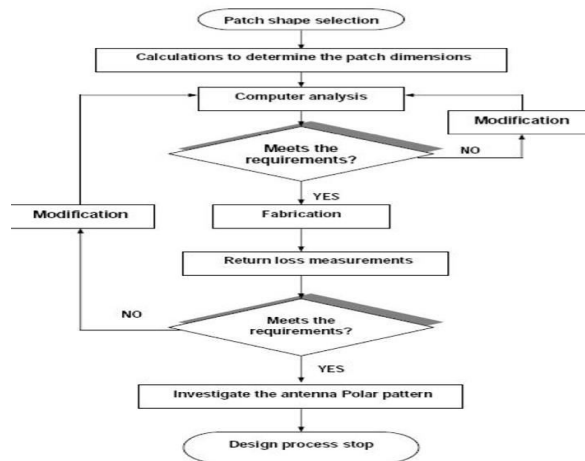 Patch shape selection
Calculations to determine the patch dimensions
Computer analysis
Modification
Meets the
requirements?
NO
YES
Modification
Fabrication
Return loss measurements
NO
Meets the
requirements?
YES
Investigate the antenna Polar pattern
Design process stop